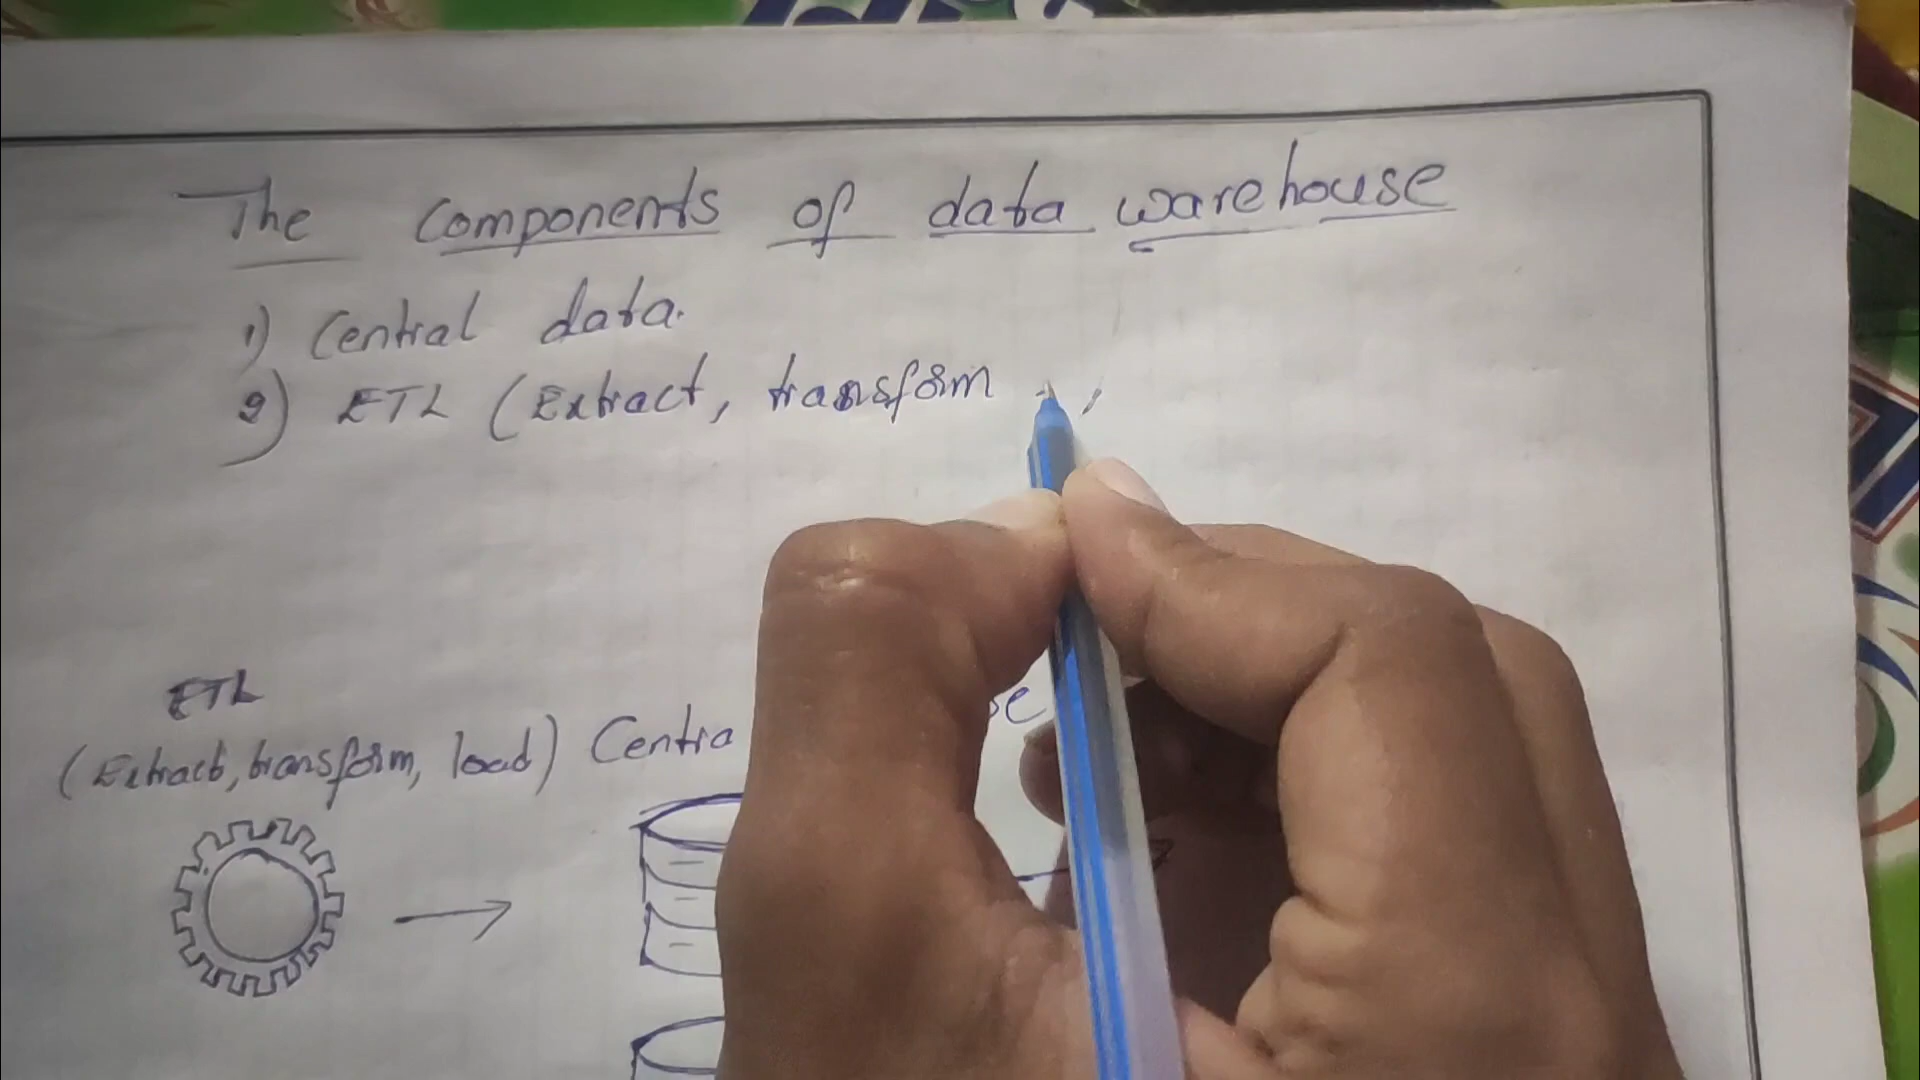 The components of data warehouse
1) Central data.
2) ETL (Extract, transform ,
ETL
(Extract, transform, load) Centra